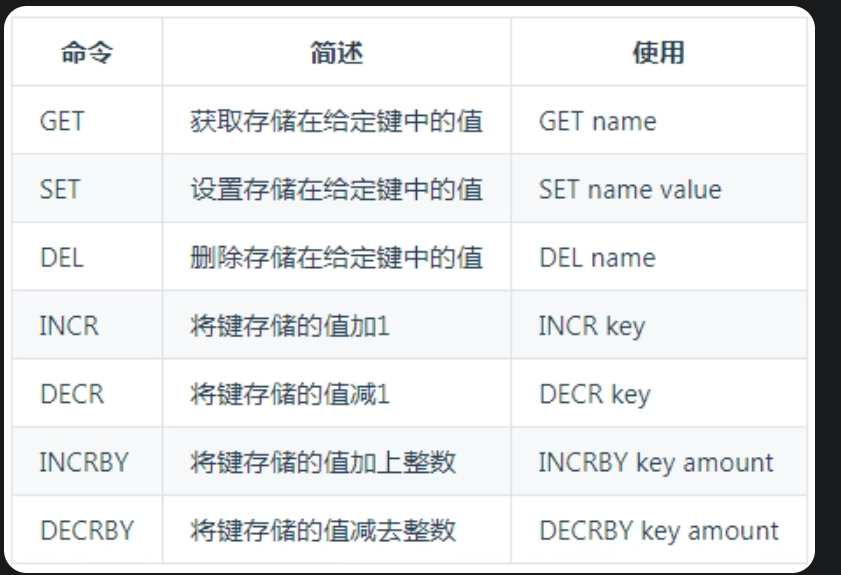 命令 简述 使用
GET 获取存储在给定键中的值 GET name
SET 设置存储在给定键中的值 SET name value
DEL 删除存储在给定键中的值 DEL name
INCR 将键存储的值加1 INCR key
DECR 将键存储的值减1 DECR key
INCRBY 将键存储的值加上整数 INCRBY key amount
DECRBY 将键存储的值减去整数 DECRBY key amount